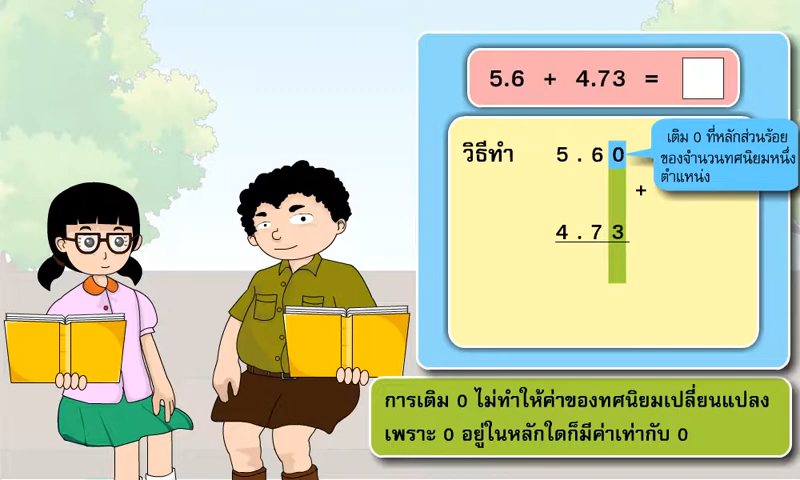 5.6 + 4.73 =
วิธีทำ 5 . 6 0
เติม 0 ที่หลักส่วนร้อย
ของจำนวนทศนิยมหนึ่ง
ตำแหน่ง
+
4 . 7 3
การเติม 0 ไม่ทำให้ค่าของทศนิยมเปลี่ยนแปลง
เพราะ 0 อยู่ในหลักใดก็มีค่าเท่ากับ 0